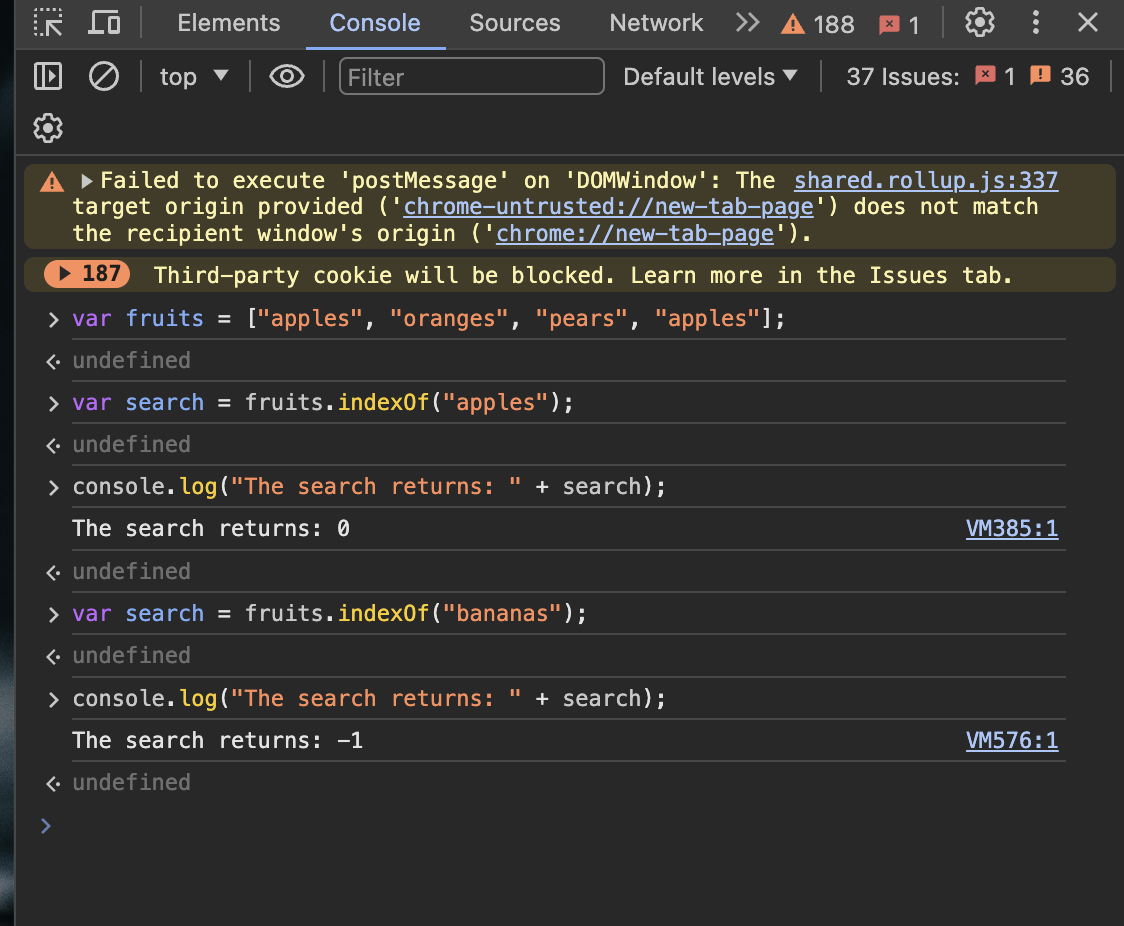 Elements Console Sources Network 188 1
top Filter Default levels 37 Issues: 1 36
Failed to execute 'postMessage' on 'DOMWindow': The shared.rollup.js:337
target origin provided ('chrome-untrusted://new-tab-page') does not match
the recipient window's origin ('chrome://new-tab-page').
187 Third-party cookie will be blocked. Learn more in the Issues tab.
var fruits = ["apples", "oranges", "pears", "apples"];
undefined
var search = fruits.indexOf("apples");
undefined
console.log("The search returns: " + search);
The search returns: 0 VM385:1
undefined
var search = fruits.indexOf("bananas");
undefined
console.log("The search returns: " + search);
The search returns: -1 VM576:1
undefined